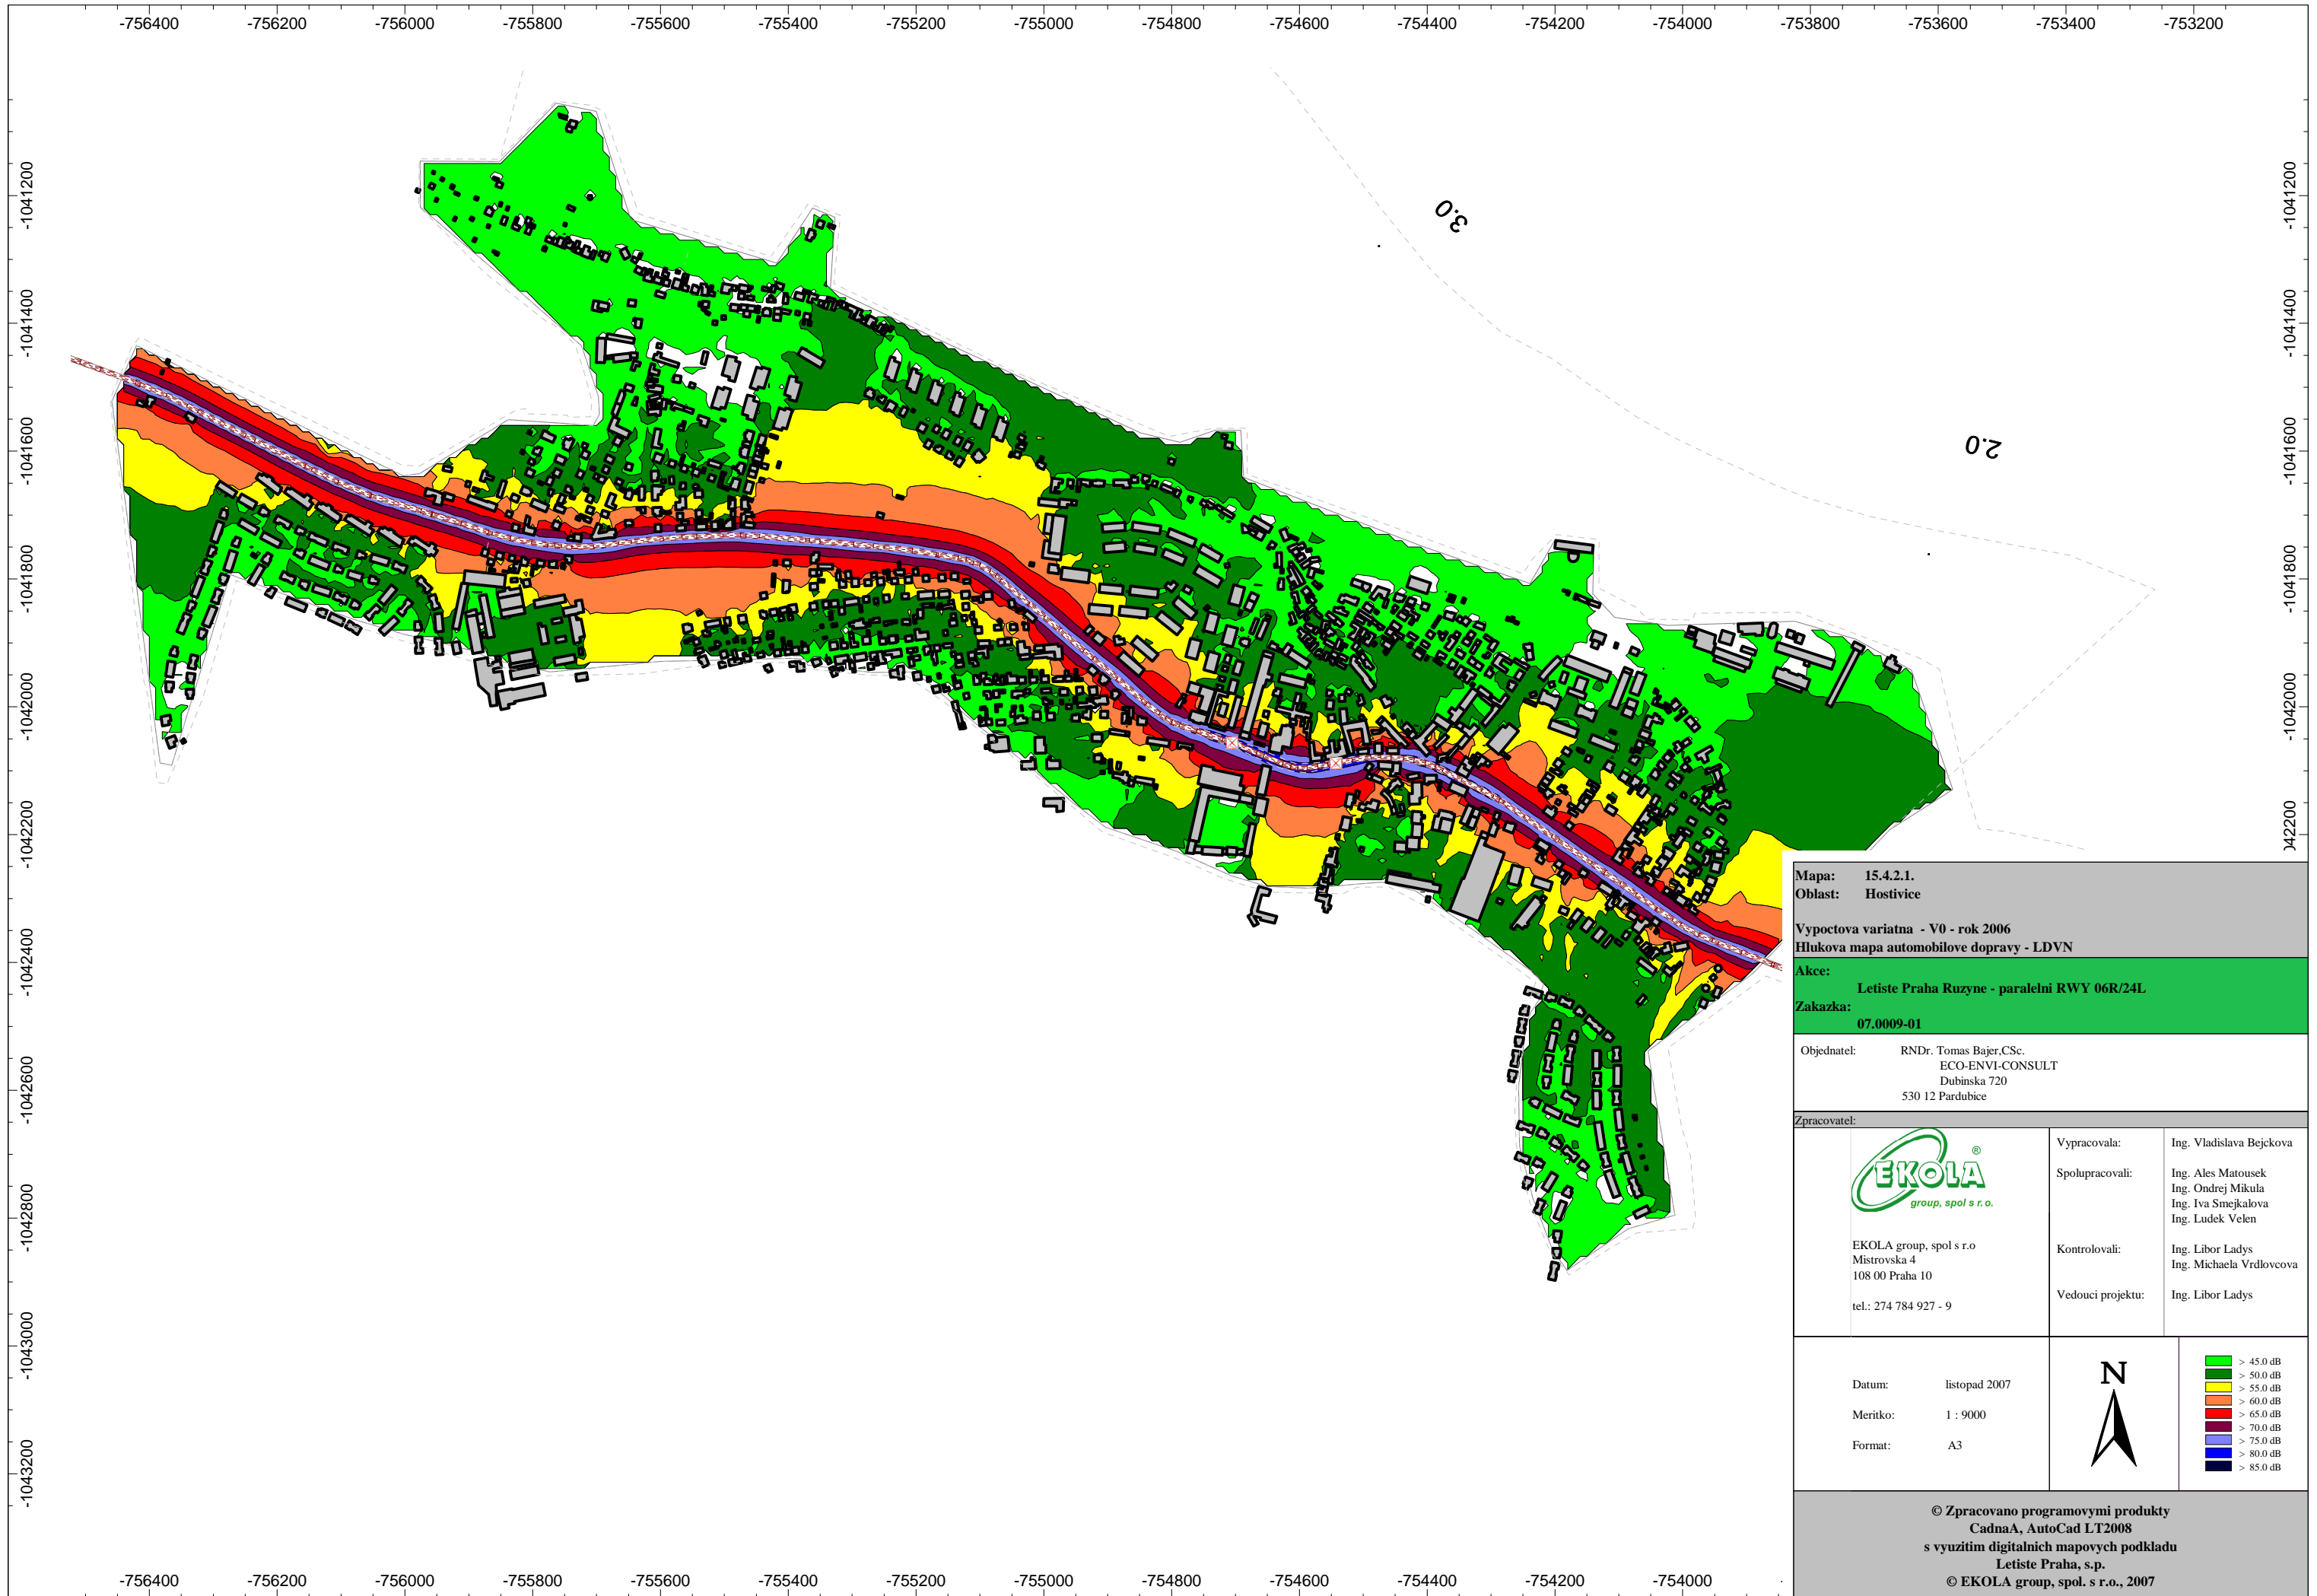 -756400 -756200 -756000 -755800 -755600 -755400 -755200 -755000 -754800 -754600 -754400 -754200 -754000 -753800 -753600 -753400 -753200
-1041200
-1041400
-1041600
-1041800
-1042000
-1042200
-1042400
-1042600
-1042800
-1043000
-1043200
3.0
2.0
-1041200
-1041400
-1041600
-1041800
-1042000
Mapa: 15.4.2.1.
Oblast: Hostivice
Vypoctova variatna - V0 - rok 2006
Hlukova mapa automobilove dopravy - LDVN
Akce:
Letiste Praha Ruzyne - paralelni RWY 06R/24L
Zakazka:
07.0009-01
Objednatel: RNDr. Tomas Bajer,CSc.
ECO-ENVI-CONSULT
Dubinska 720
530 12 Pardubice
Zpracovatel:
EKOLA ®
group, spol s r.o.
EKOLA group, spol s r.o
Mistrovska 4
108 00 Praha 10
tel.: 274 784 927 - 9
Vypracovala: Ing. Vladislava Bejckova
Spolupracovali: Ing. Ales Matousek
Ing. Ondrej Mikula
Ing. Iva Smejkalova
Ing. Ludek Velen
Kontrolovali: Ing. Libor Ladys
Ing. Michaela Vrdlovcova
Vedouci projektu: Ing. Libor Ladys
Datum: listopad 2007
Meritko: 1 : 9000
Format: A3
N
> 45.0 dB
> 50.0 dB
> 55.0 dB
> 60.0 dB
> 65.0 dB
> 70.0 dB
> 75.0 dB
> 80.0 dB
> 85.0 dB
© Zpracovano programovymi produkty
CadnaA, AutoCad LT2008
s vyuzitim digitalnich mapovych podkladu
Letiste Praha, s.p.
© EKOLA group, spol. s r.o., 2007
-756400 -756200 -756000 -755800 -755600 -755400 -755200 -755000 -754800 -754600 -754400 -754200 -754000